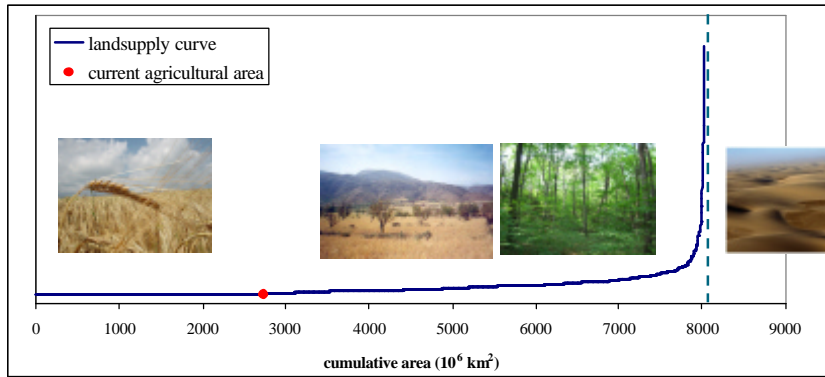 landsupply curve
current agricultural area
0 1000 2000 3000 4000 5000 6000 7000 8000 9000
cumulative area (10⁶ km²)